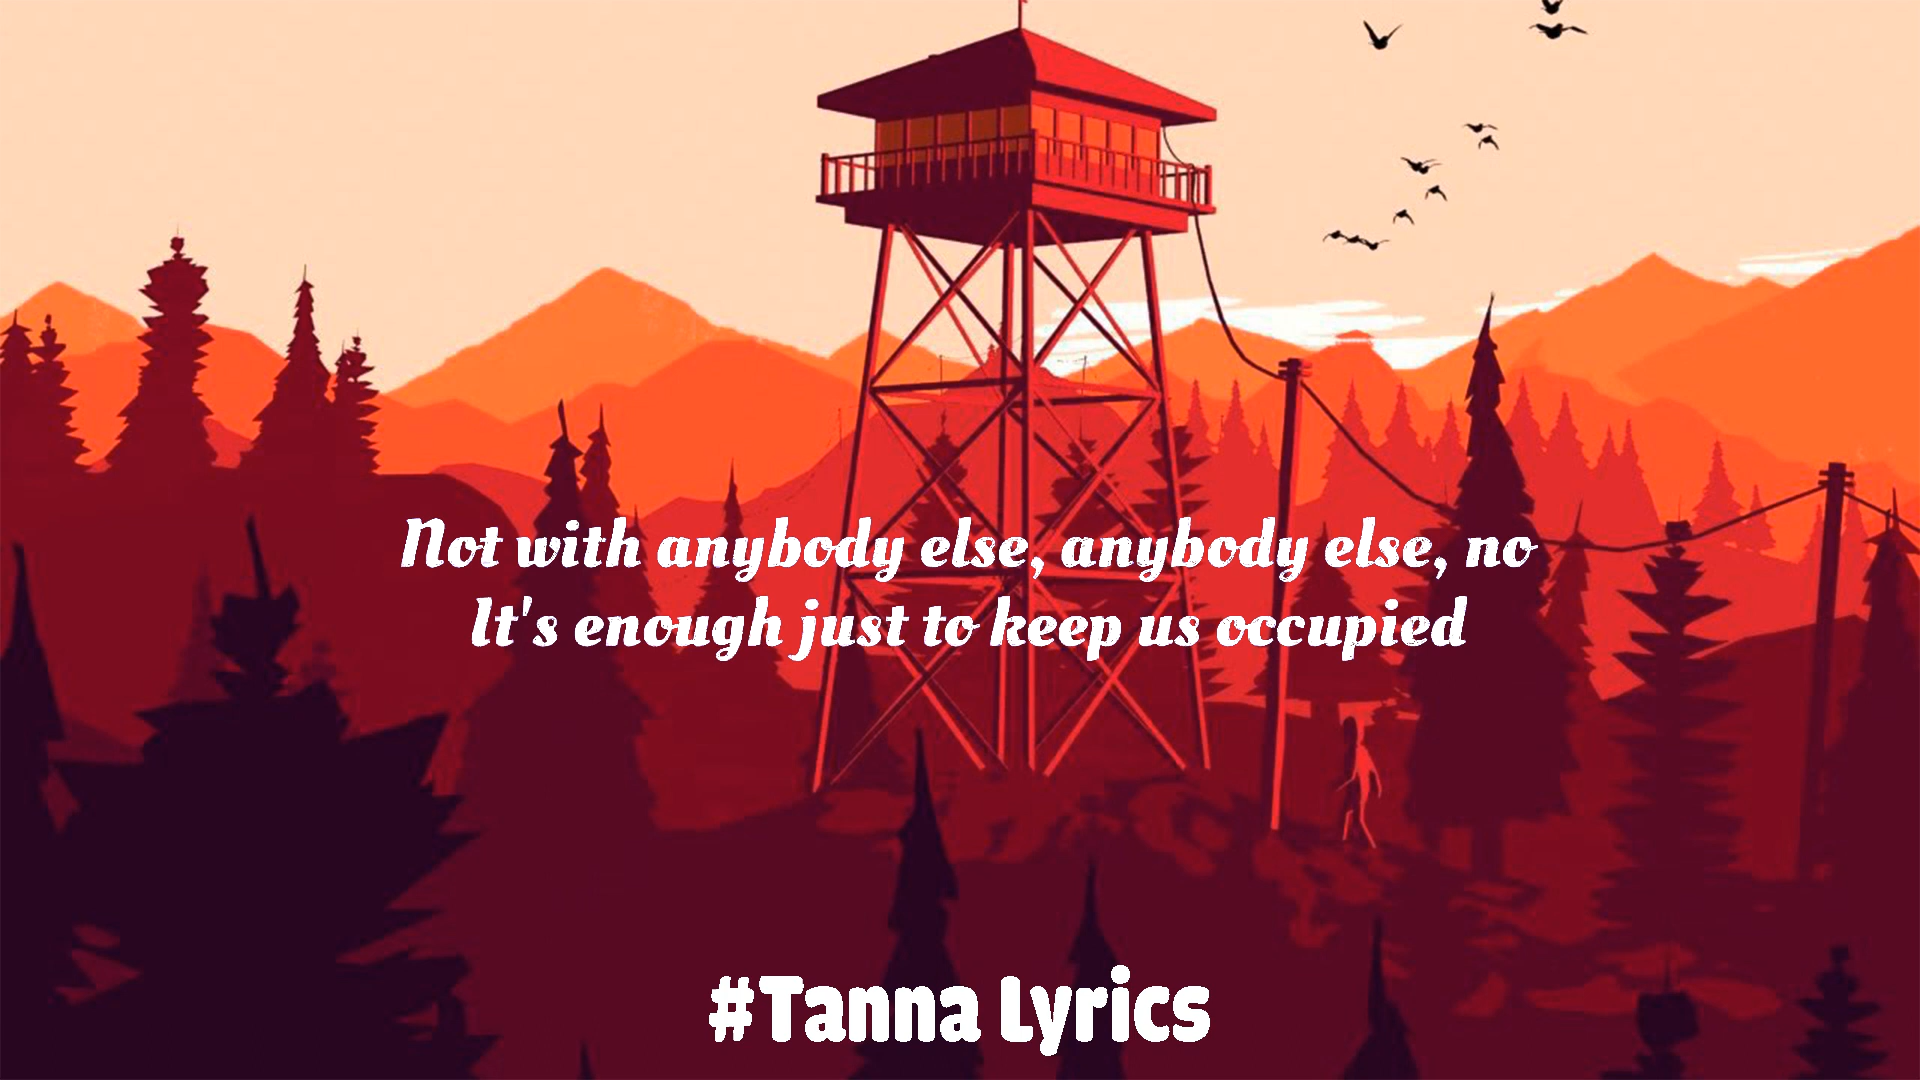 Not with anybody else, anybody else, no
It's enough just to keep us occupied
#Tanna Lyrics